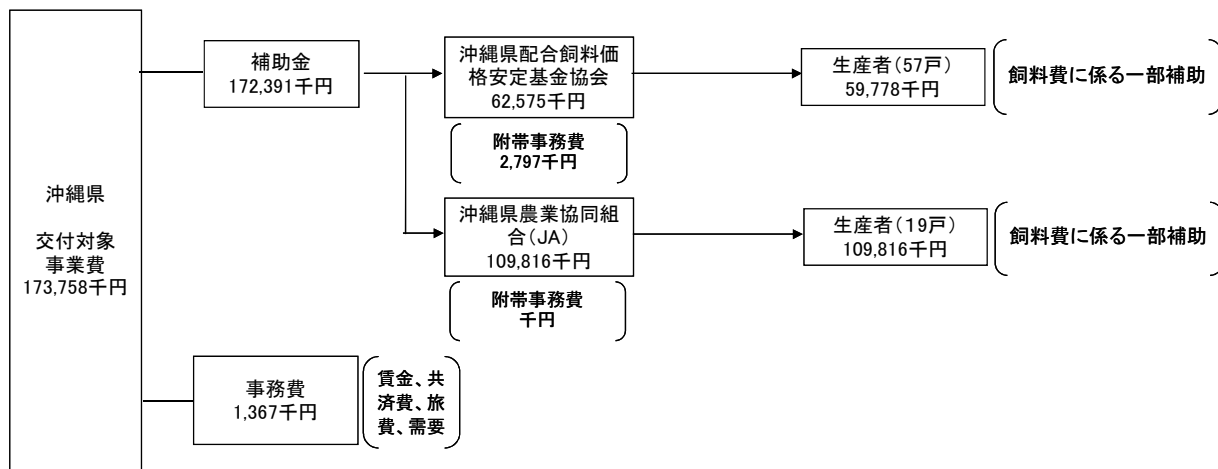 沖縄県
交付対象
事業費
173,758千円
補助金
172,391千円
沖縄県配合飼料価
格安定基金協会
62,575千円
附帯事務費
2,797千円
生産者（57戸）
59,778千円
飼料費に係る一部補助
沖縄県農業協同組
合（JA）
109,816千円
附帯事務費
千円
生産者（19戸）
109,816千円
飼料費に係る一部補助
事務費
1,367千円
賃金、共
済費、旅
費、需要